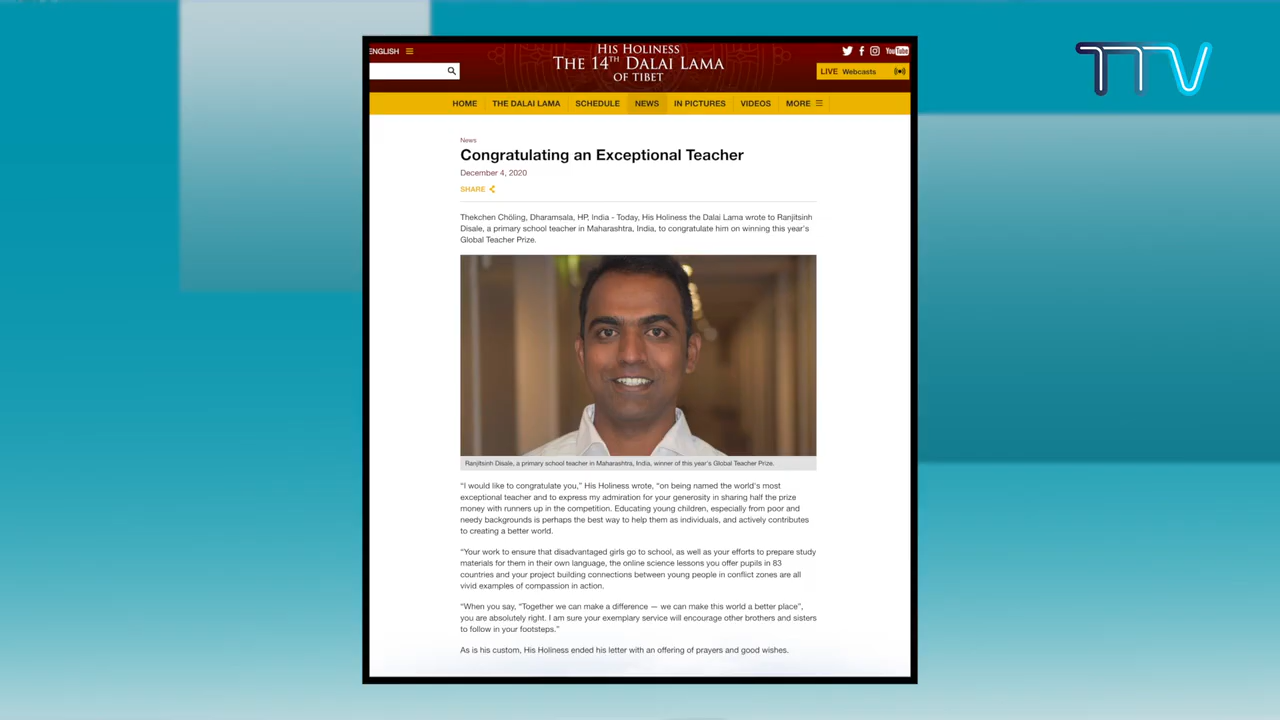 TTV
ENGLISH
HIS HOLINESS
THE 14TH DALAI LAMA
OF TIBET
YouTube
LIVE Webcasts
HOME THE DALAI LAMA SCHEDULE NEWS IN PICTURES VIDEOS MORE
News
Congratulating an Exceptional Teacher
December 4, 2020
SHARE
Thekchen Chöling, Dharamsala, HP, India - Today, His Holiness the Dalai Lama wrote to Ranjitsinh
Disale, a primary school teacher in Maharashtra, India, to congratulate him on winning this year's
Global Teacher Prize.
Ranjitsinh Disale, a primary school teacher in Maharashtra, India, winner of this year's Global Teacher Prize.
“I would like to congratulate you,” His Holiness wrote, “on being named the world's most
exceptional teacher and to express my admiration for your generosity in sharing half the prize
money with runners up in the competition. Educating young children, especially from poor and
needy backgrounds is perhaps the best way to help them as individuals, and actively contributes
to creating a better world.
“Your work to ensure that disadvantaged girls go to school, as well as your efforts to prepare study
materials for them in their own language, the online science lessons you offer pupils in 83
countries and your project building connections between young people in conflict zones are all
vivid examples of compassion in action.
“When you say, “Together we can make a difference — we can make this world a better place”,
you are absolutely right. I am sure your exemplary service will encourage other brothers and sisters
to follow in your footsteps.”
As is his custom, His Holiness ended his letter with an offering of prayers and good wishes.